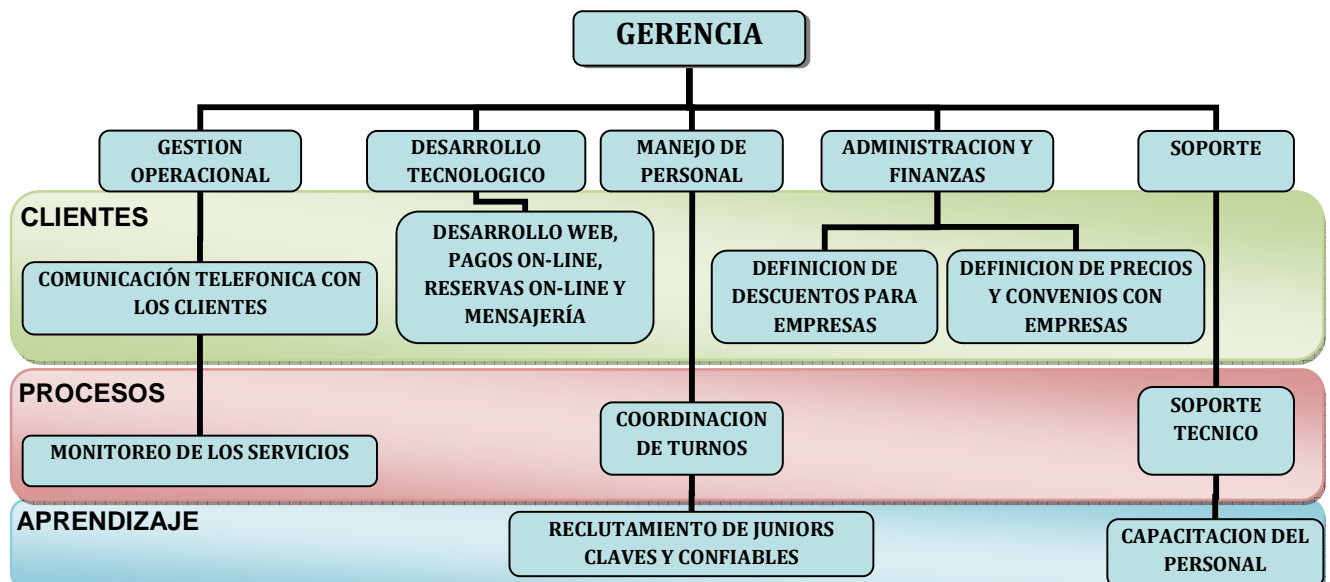 GERENCIA
GESTION
OPERACIONAL
DESARROLLO
TECNOLOGICO
MANEJO DE
PERSONAL
ADMINISTRACION Y
FINANZAS
SOPORTE
CLIENTES
COMUNICACIÓN TELEFONICA CON
LOS CLIENTES
DESARROLLO WEB,
PAGOS ON-LINE,
RESERVAS ON-LINE Y
MENSAJERÍA
DEFINICION DE
DESCUENTOS PARA
EMPRESAS
DEFINICION DE PRECIOS
Y CONVENIOS CON
EMPRESAS
PROCESOS
MONITOREO DE LOS SERVICIOS
COORDINACION
DE TURNOS
SOPORTE
TECNICO
APRENDIZAJE
RECLUTAMIENTO DE JUNIORS
CLAVES Y CONFIABLES
CAPACITACION DEL
PERSONAL